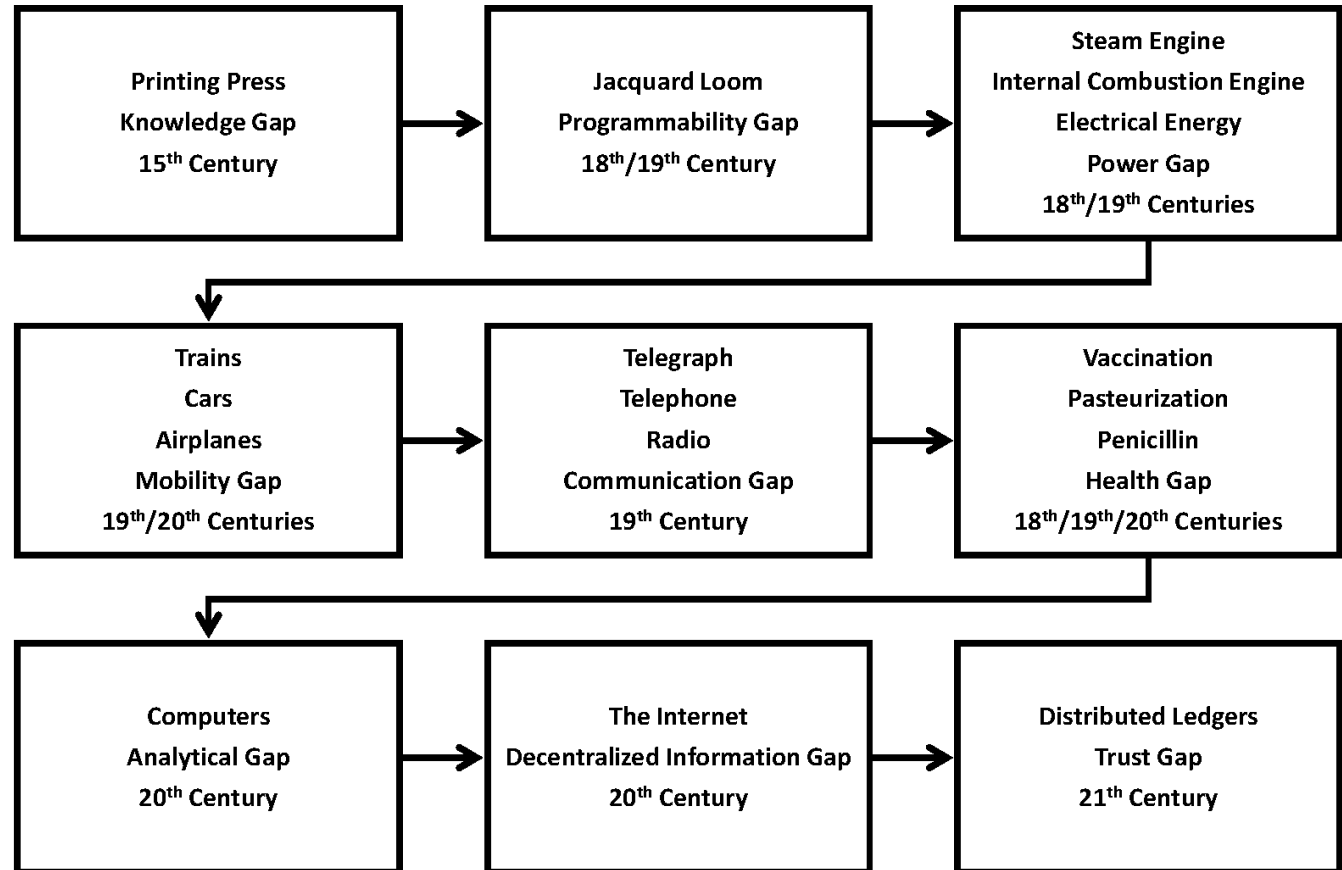 Printing Press
Knowledge Gap
15th Century
Jacquard Loom
Programmability Gap
18th/19th Century
Steam Engine
Internal Combustion Engine
Electrical Energy
Power Gap
18th/19th Centuries
Trains
Cars
Airplanes
Mobility Gap
19th/20th Centuries
Telegraph
Telephone
Radio
Communication Gap
19th Century
Vaccination
Pasteurization
Penicillin
Health Gap
18th/19th/20th Centuries
Computers
Analytical Gap
20th Century
The Internet
Decentralized Information Gap
20th Century
Distributed Ledgers
Trust Gap
21th Century